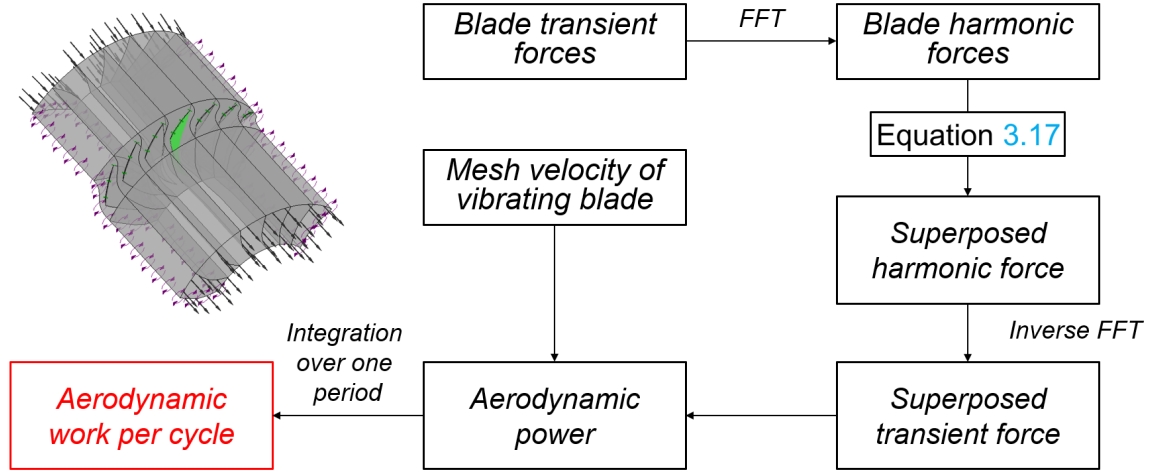 Blade transient
forces
FFT
Blade harmonic
forces
Equation 3.17
Mesh velocity of
vibrating blade
Superposed
harmonic force
Inverse FFT
Integration
over one
period
Aerodynamic
work per cycle
Aerodynamic
power
Superposed
transient force